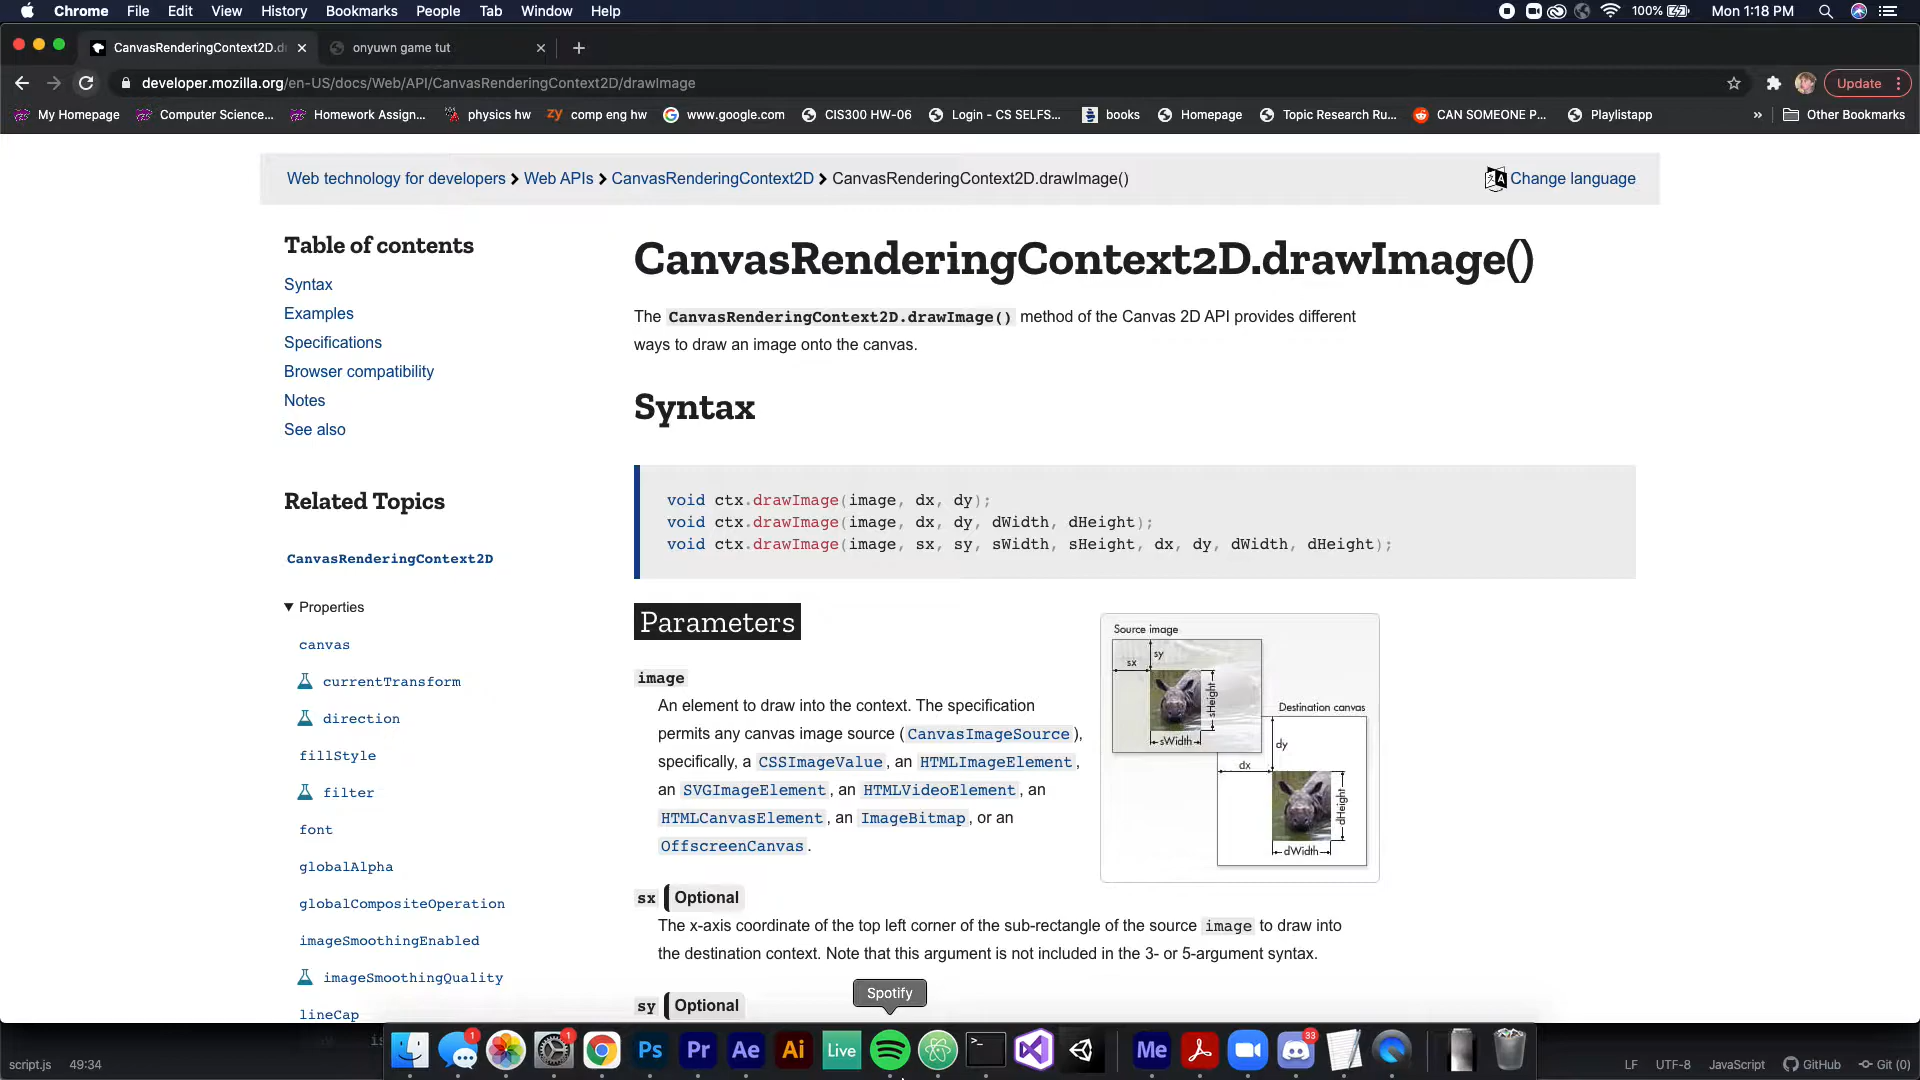 Chrome File Edit View History Bookmarks People Tab Window Help
100% Mon 1:18 PM
CanvasRenderingContext2D.d
onyuwn game tut
developer.mozilla.org/en-US/docs/Web/API/CanvasRenderingContext2D/drawImage
Update
My Homepage
Computer Science...
Homework Assign...
physics hw
zy comp eng hw
www.google.com
CIS300 HW-06
Login - CS SELFS...
books
Homepage
Topic Research Ru...
CAN SOMEONE P...
Playlistapp
»
Other Bookmarks
Web technology for developers > Web APIs > CanvasRenderingContext2D > CanvasRenderingContext2D.drawImage()
Change language
Table of contents
Syntax
Examples
Specifications
Browser compatibility
Notes
See also
Related Topics
CanvasRenderingContext2D
Properties
canvas
currentTransform
direction
fillStyle
filter
font
globalAlpha
globalCompositeOperation
imageSmoothingEnabled
imageSmoothingQuality
lineCap
CanvasRenderingContext2D.drawImage()
The CanvasRenderingContext2D.drawImage() method of the Canvas 2D API provides different
ways to draw an image onto the canvas.
Syntax
void ctx.drawImage(image, dx, dy);
void ctx.drawImage(image, dx, dy, dWidth, dHeight);
void ctx.drawImage(image, sx, sy, sWidth, sHeight, dx, dy, dWidth, dHeight);
Parameters
image
An element to draw into the context. The specification
permits any canvas image source (CanvasImageSource),
specifically, a CSSImageValue, an HTMLImageElement,
an SVGImageElement, an HTMLVideoElement, an
HTMLCanvasElement, an ImageBitmap, or an
OffscreenCanvas.
Source image
sy
sx
sHeight
sWidth
Destination canvas
dy
dx
dHeight
dWidth
sx Optional
The x-axis coordinate of the top left corner of the sub-rectangle of the source image to draw into
the destination context. Note that this argument is not included in the 3- or 5-argument syntax.
sy Optional
Spotify
1
1
Ps
Pr
Ae
Ai
Live
>_
Me
33
script.js 49:34
LF UTF-8 JavaScript GitHub Git (0)